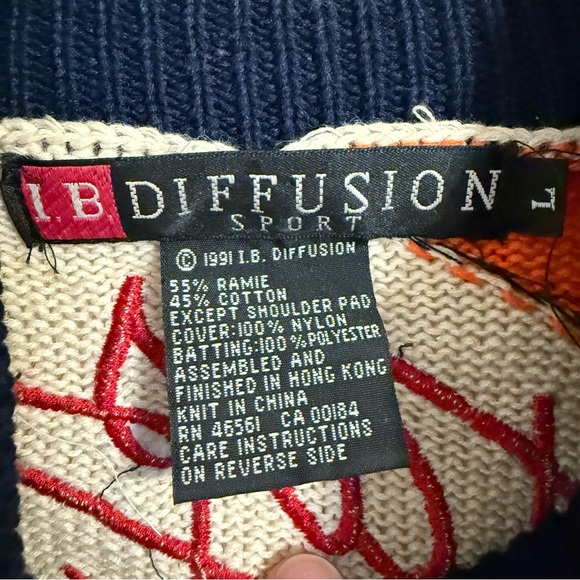 I.B. DIFFUSION L
SPORT
© 1991 I.B. DIFFUSION
55% RAMIE
45% COTTON
EXCEPT SHOULDER PAD
COVER:100% NYLON
BATTING:100%POLYESTER
ASSEMBLED AND
FINISHED IN HONG KONG
KNIT IN CHINA
RN 46561 CA 00184
CARE INSTRUCTIONS
ON REVERSE SIDE